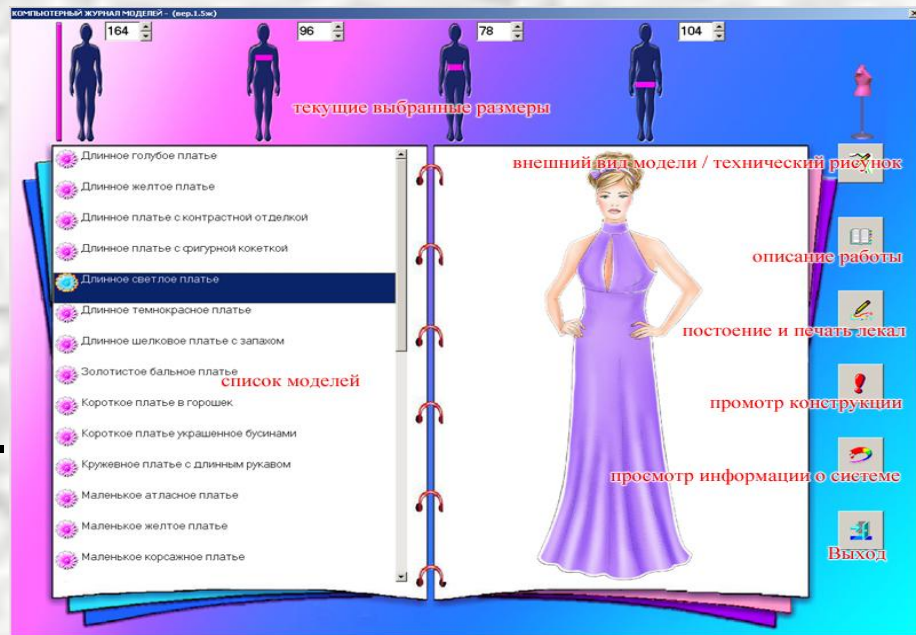 КОМПЬЮТЕРНЫЙ ЖУРНАЛ МОДЕЛЕЙ - (вер.1.5ж)
164 96 78 104
текущие выбранные размеры
Длинное голубое платье
Длинное желтое платье
Длинное платье с контрастной отделкой
Длинное платье с фигурной кокеткой
Длинное светлое платье
Длинное темнокрасное платье
Длинное шелковое платье с запахом
Золотистое бальное платье
список моделей
Короткое платье в горошек
Короткое платье украшенное бусинами
Кружевное платье с длинным рукавом
Маленькое атласное платье
Маленькое желтое платье
Маленькое корсажное платье
внешний вид модели / технический рисунок
описание работы
постоение и печать лекал
промотр конструкции
просмотр информации о системе
Выход